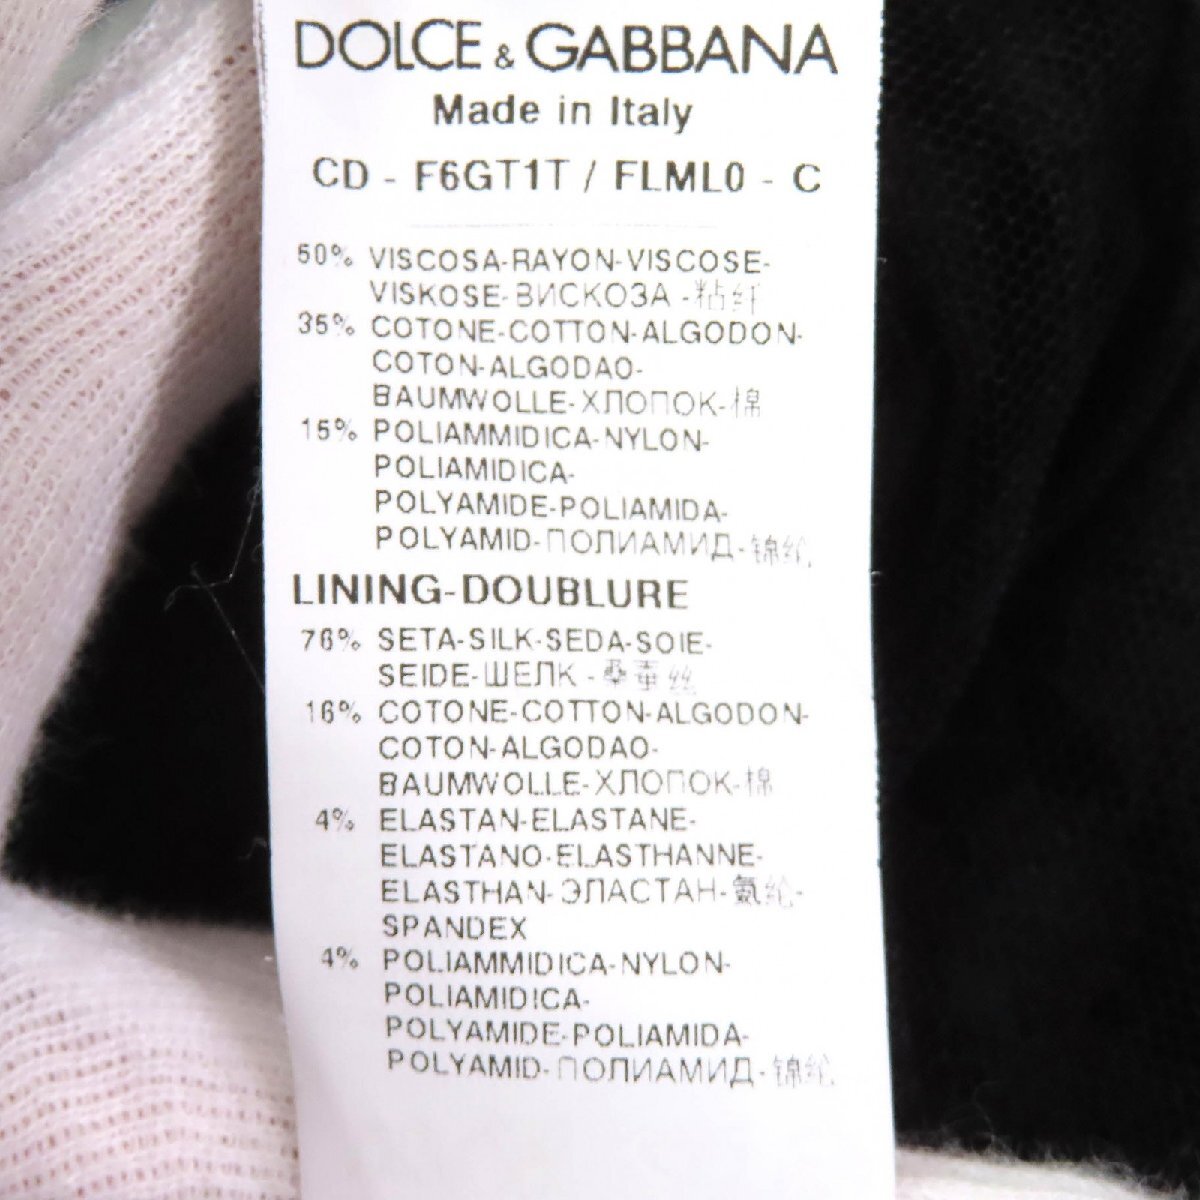 DOLCE & GABBANA
Made in Italy
CD - F6GT1T / FLML0 - C
50% VISCOSA-RAYON-VISCOSE-
VISKOSE-ВИСКОЗА -粘纤
35% COTONE-COTTON-ALGODON-
COTON-ALGODAO-
BAUMWOLLE-ХЛОПОК-棉
15% POLIAMMIDICA-NYLON-
POLIAMIDICA-
POLYAMIDE-POLIAMIDA-
POLYAMID-ПОЛИАМИД-锦纶
LINING-DOUBLURE
76% SETA-SILK-SEDA-SOIE-
SEIDE-ШЕЛК -桑蚕丝
16% COTONE-COTTON-ALGODON-
COTON-ALGODAO-
BAUMWOLLE-ХЛОПОК-棉
4% ELASTAN-ELASTANE-
ELASTANO-ELASTHANNE-
ELASTHAN-ЭЛАСТАН-氨纶-
SPANDEX
4% POLIAMMIDICA-NYLON-
POLIAMIDICA-
POLYAMIDE-POLIAMIDA-
POLYAMID-ПОЛИАМИД-锦纶